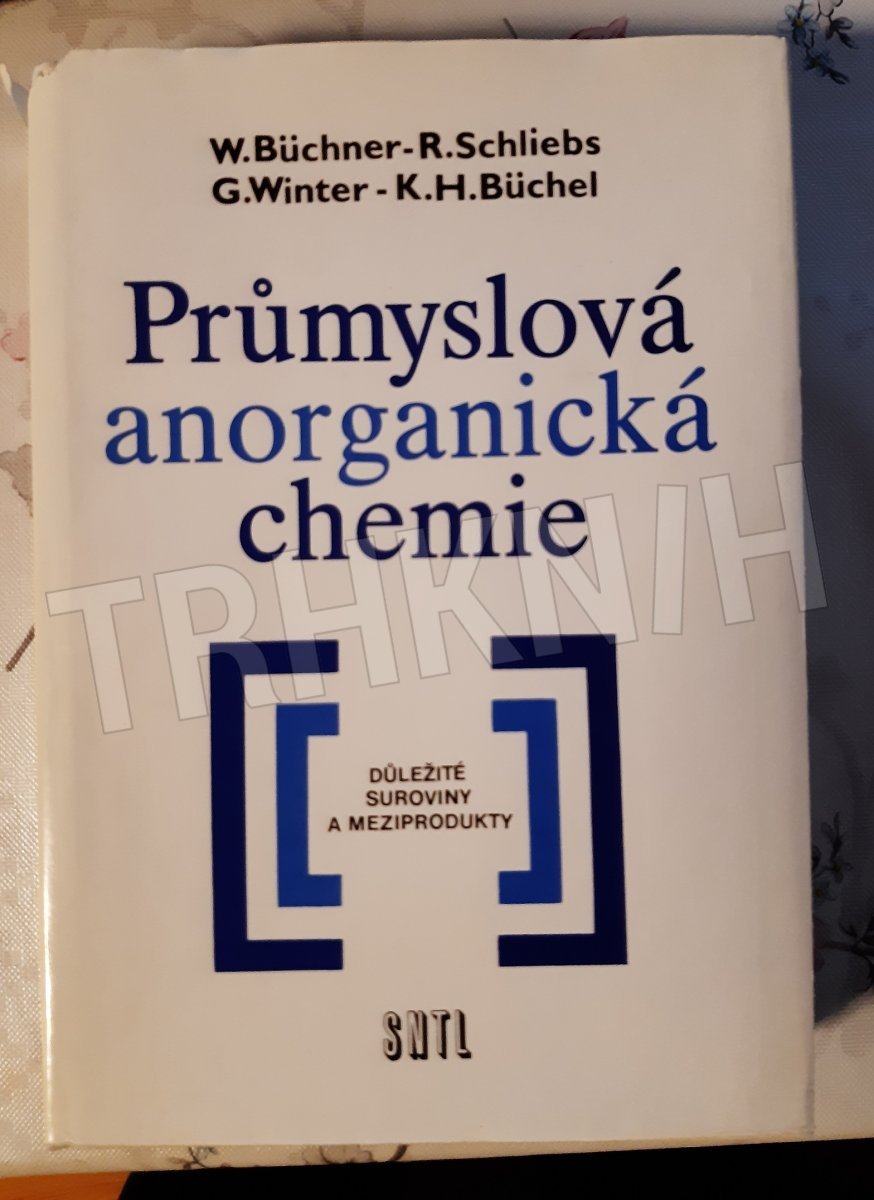 W.Büchner-R.Schliebs
G.Winter-K.H.Büchel
Průmyslová
anorganická
chemie
TRHKNIH
DŮLEŽITÉ
SUROVINY
A MEZIPRODUKTY
SNTL